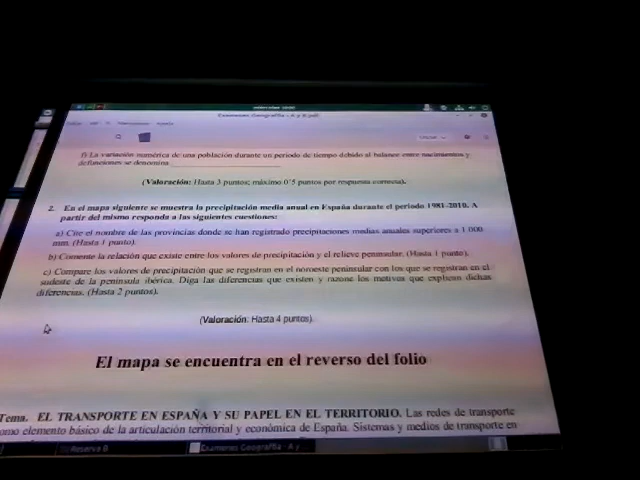 Exámenes Geografía - A y B.pdf
f) La variación numérica de una población durante un periodo de tiempo debido al balance entre nacimientos y
defunciones se denomina
(Valoración: Hasta 3 puntos; máximo 0'5 puntos por respuesta correcta).
2. En el mapa siguiente se muestra la precipitación media anual en España durante el periodo 1981-2010. A
partir del mismo responda a las siguientes cuestiones:
a) Cite el nombre de las provincias donde se han registrado precipitaciones medias anuales superiores a 1 000
mm. (Hasta 1 punto).
b) Comente la relación que existe entre los valores de precipitación y el relieve peninsular. (Hasta 1 punto).
c) Compare los valores de precipitación que se registran en el noroeste peninsular con los que se registran en el
sudeste de la península ibérica. Diga las diferencias que existen y razone los motivos que explican dichas
diferencias. (Hasta 2 puntos).
(Valoración: Hasta 4 puntos).
El mapa se encuentra en el reverso del folio
Tema. EL TRANSPORTE EN ESPAÑA Y SU PAPEL EN EL TERRITORIO. Las redes de transporte
como elemento básico de la articulación territorial y económica de España. Sistemas y medios de transporte en
Reserva B
Exámenes Geografía - A y